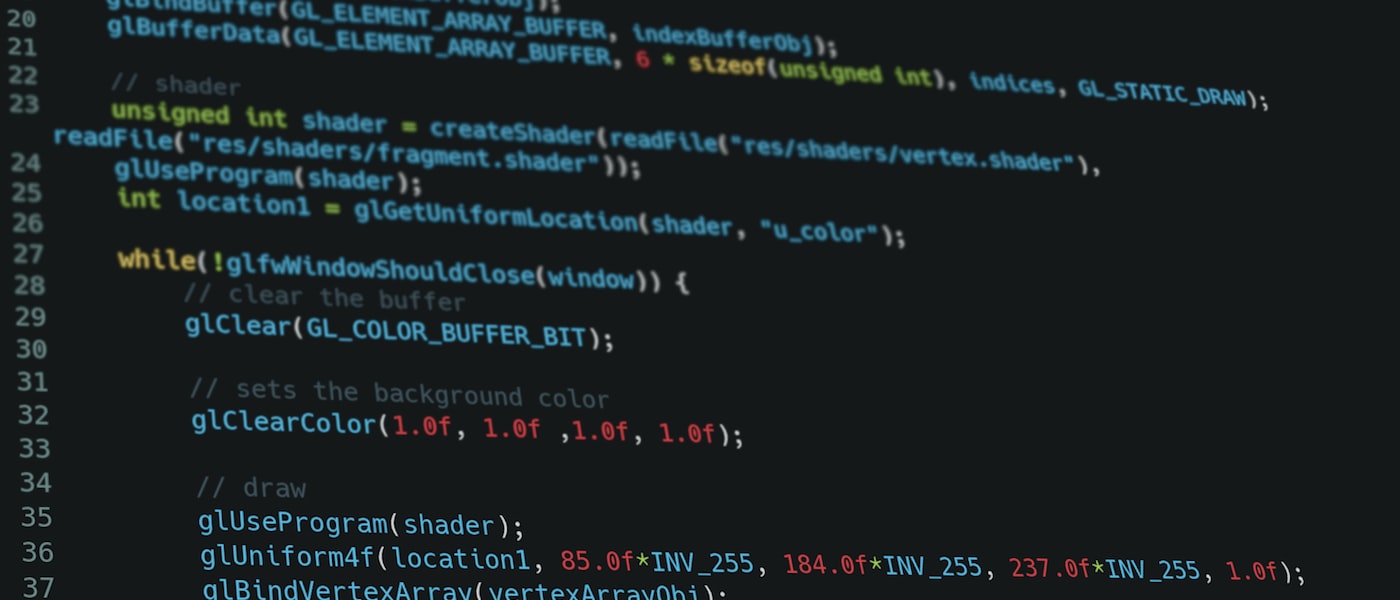 20 glBindBuffer(GL_ELEMENT_ARRAY_BUFFER, indexBufferObj);
21 glBufferData(GL_ELEMENT_ARRAY_BUFFER, 6 * sizeof(unsigned int), indices, GL_STATIC_DRAW);
22
23 // shader
unsigned int shader = createShader(readFile("res/shaders/vertex.shader"),
readFile("res/shaders/fragment.shader"));
24 glUseProgram(shader);
25 int location1 = glGetUniformLocation(shader, "u_color");
26
27 while(!glfwWindowShouldClose(window)) {
28 // clear the buffer
29 glClear(GL_COLOR_BUFFER_BIT);
30
31 // sets the background color
32 glClearColor(1.0f, 1.0f ,1.0f, 1.0f);
33
34 // draw
35 glUseProgram(shader);
36 glUniform4f(location1, 85.0f*INV_255, 184.0f*INV_255, 237.0f*INV_255, 1.0f);
37 glBindVertexArray(vertexArrayObj);